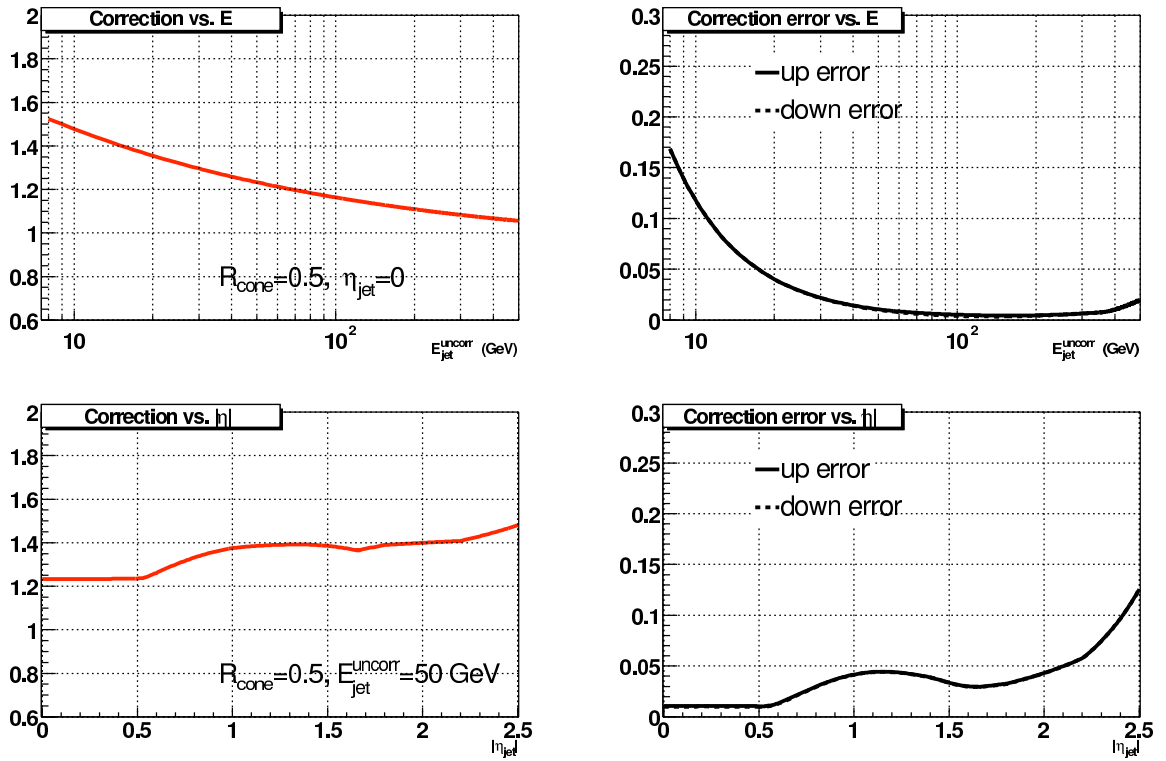 Correction vs. E
2
1.8
1.6
1.4
1.2
1
0.8
0.6
R_cone=0.5, η_jet=0
10
10²
E_jet^uncorr (GeV)
Correction error vs. E
0.3
0.25
0.2
0.15
0.1
0.05
0
up error
down error
10
10²
E_jet^uncorr (GeV)
Correction vs. |η|
2
1.8
1.6
1.4
1.2
1
0.8
0.6
R_cone=0.5, E_jet^uncorr=50 GeV
0 0.5 1 1.5 2 2.5
|η_jet|
Correction error vs. |η|
0.3
0.25
0.2
0.15
0.1
0.05
0
up error
down error
0 0.5 1 1.5 2 2.5
|η_jet|